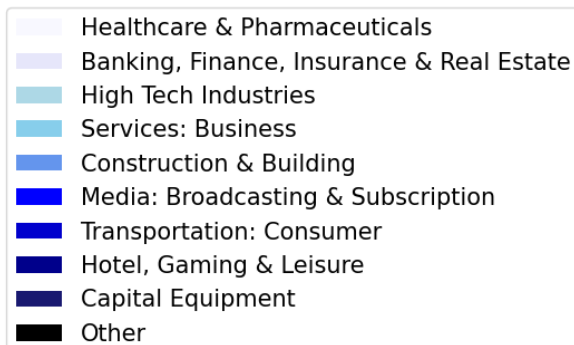 Healthcare & Pharmaceuticals
Banking, Finance, Insurance & Real Estate
High Tech Industries
Services: Business
Construction & Building
Media: Broadcasting & Subscription
Transportation: Consumer
Hotel, Gaming & Leisure
Capital Equipment
Other